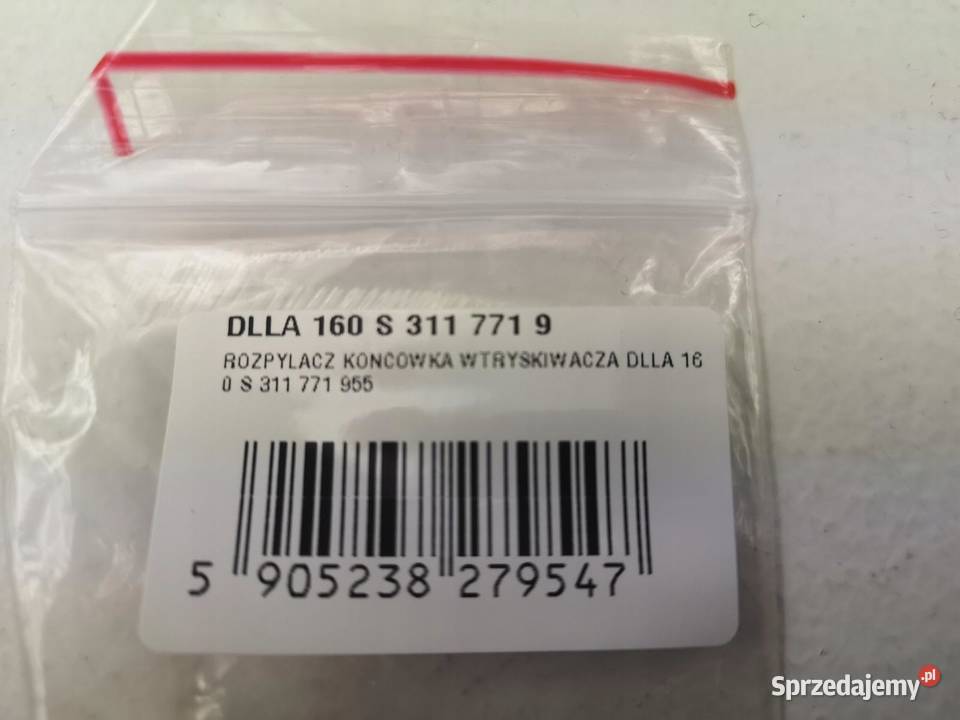 DLLA 160 S 311 771 9
ROZPYLACZ KONCOWKA WTRYSKIWACZA DLLA 16
0 S 311 771 955
5 905238 279547
Sprzedajemy.pl